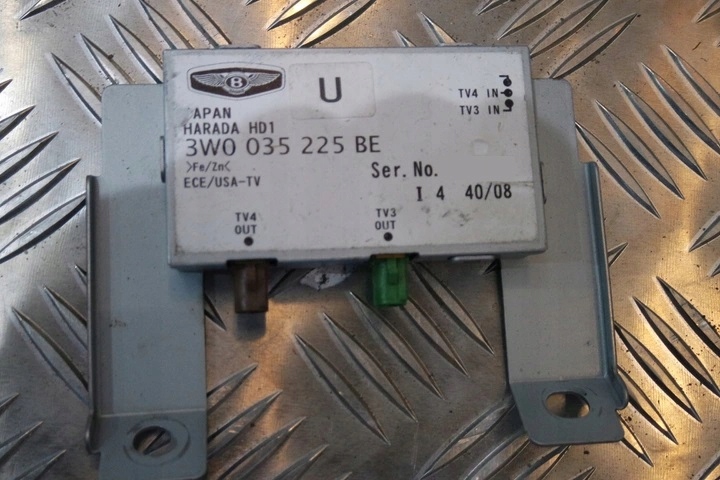 B
U
APAN
HARADA HD1
3W0 035 225 BE
>Fe/Zn<
ECE/USA-TV
TV4 IN
TV3 IN
Ser. No.
I 4 40/08
TV4 OUT
TV3 OUT